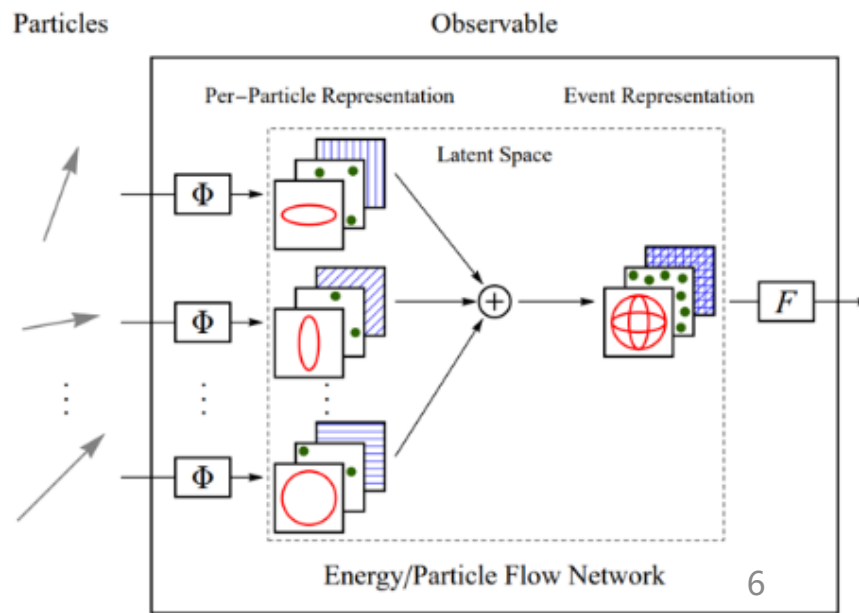 Particles
Observable
Per-Particle Representation
Event Representation
Latent Space
Φ
Φ
+
F
⋮ ⋮ ⋮
Φ
Energy/Particle Flow Network
6